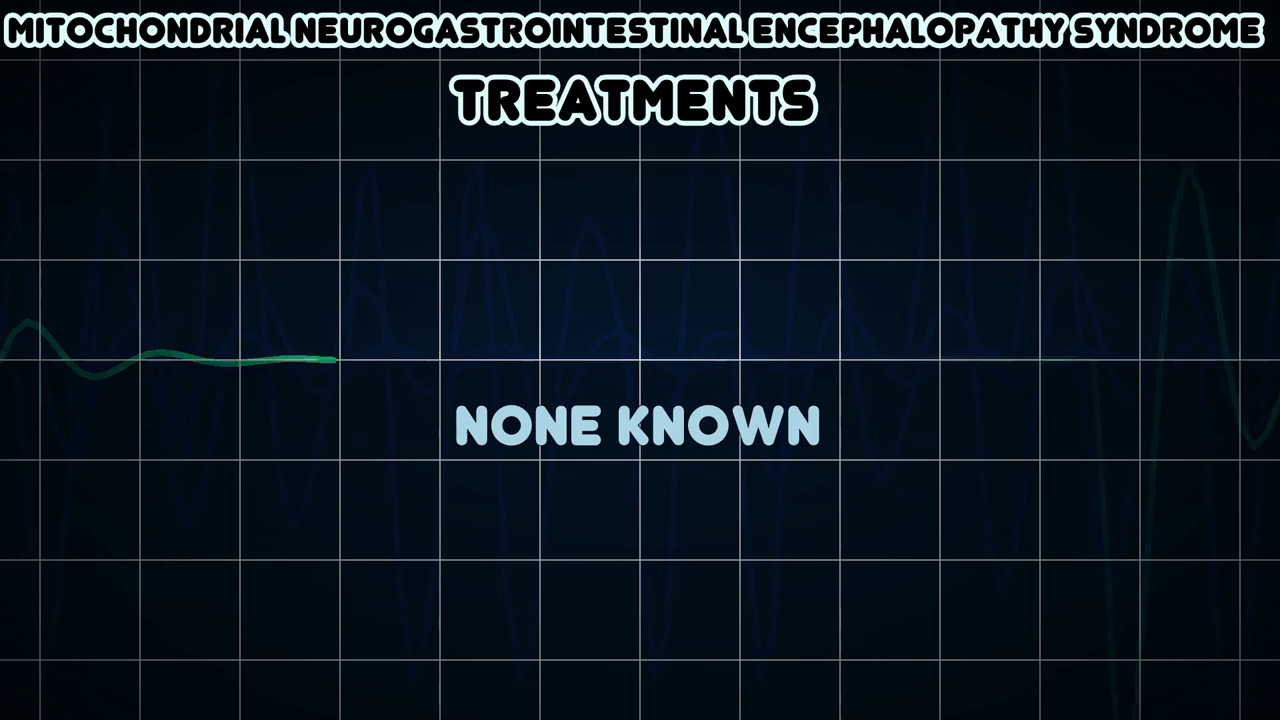 MITOCHONDRIAL NEUROGASTROINTESTINAL ENCEPHALOPATHY SYNDROME
TREATMENTS
NONE KNOWN